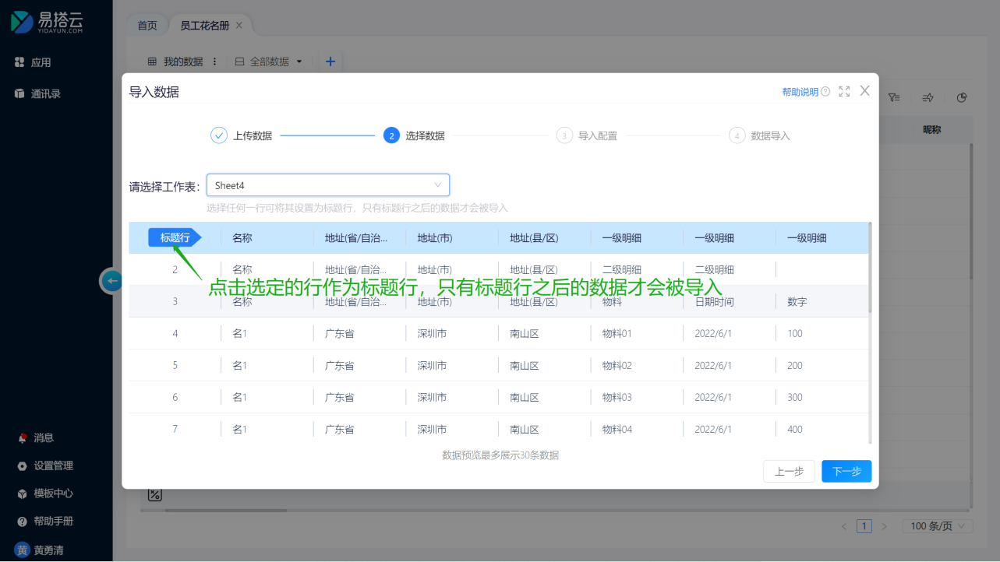 易搭云
YIDAYUN.COM
首页 员工花名册
应用
我的数据 全部数据
通讯录
导入数据
帮助说明
昵称
上传数据 2 选择数据 3 导入配置 4 数据导入
请选择工作表: Sheet4
选择任何一行可将其设置为标题行，只有标题行之后的数据才会被导入
标题行 名称 地址(省/自治... 地址(市) 地址(县/区) 一级明细 一级明细 一级明细
2 名称 地址(省/自治... 地址(市) 地址(县/区) 二级明细 二级明细
点击选定的行作为标题行，只有标题行之后的数据才会被导入
3 名称 地址(省/自治... 地址(市) 地址(县/区) 物料 日期时间 数字
4 名1 广东省 深圳市 南山区 物料01 2022/6/1 100
5 名1 广东省 深圳市 南山区 物料02 2022/6/1 200
6 名1 广东省 深圳市 南山区 物料03 2022/6/1 300
7 名1 广东省 深圳市 南山区 物料04 2022/6/1 400
数据预览最多展示30条数据
上一步 下一步
消息
设置管理
模板中心
帮助手册
黄 黄勇清
1 100 条/页